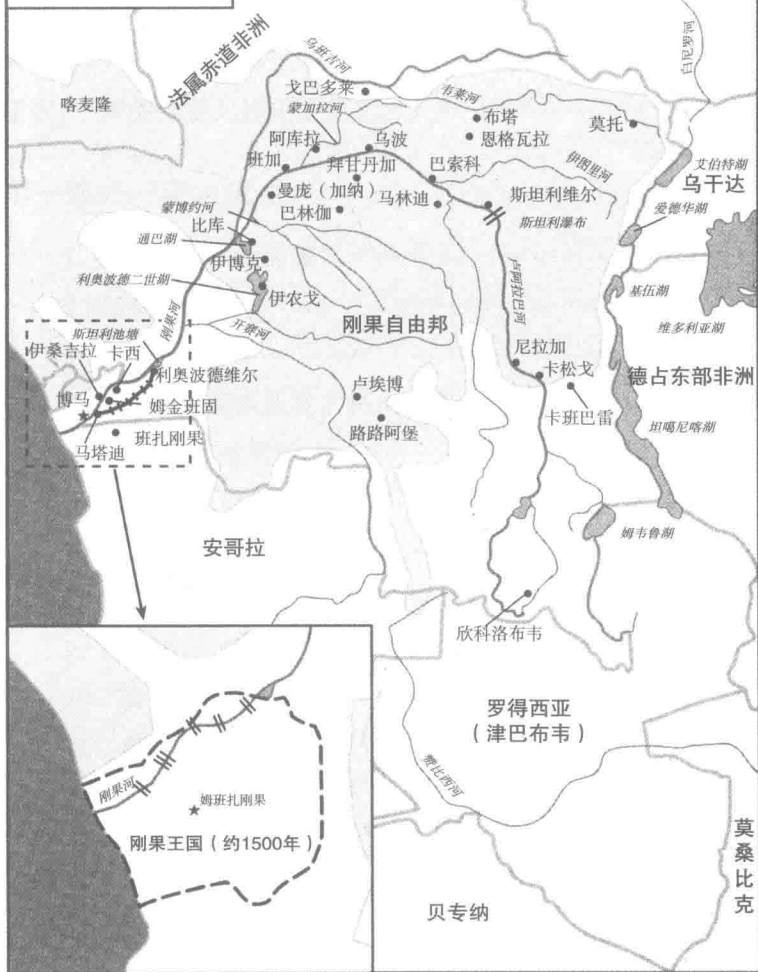 乌班吉河
法属赤道非洲
白尼罗河
喀麦隆
戈巴多莱
韦莱河
蒙加拉河
布塔
莫托
阿库拉
乌波
恩格瓦拉
班加
拜甘丹加
巴索科
伊图里河
艾伯特湖
乌干达
曼庞（加纳）
马林迪
斯坦利维尔
爱德华湖
蒙博约河
巴林伽
斯坦利瀑布
比库
通巴湖
伊博克
利奥波德二世湖
伊农戈
卢阿拉巴河
基伍湖
刚果河
开赛河
刚果自由邦
维多利亚湖
斯坦利池塘
伊桑吉拉
卡西
利奥波德维尔
尼拉加
卡松戈
德占东部非洲
博马
姆金班固
卢埃博
卡班巴雷
坦噶尼喀湖
马塔迪
班扎刚果
路路阿堡
安哥拉
姆韦鲁湖
欣科洛布韦
罗得西亚
（津巴布韦）
赞比西河
刚果河
姆班扎刚果
刚果王国（约1500年）
莫桑比克
贝专纳